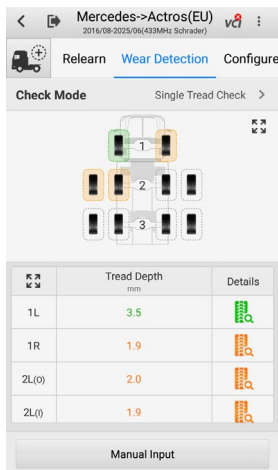 Mercedes->Actros(EU)
2016/08-2025/06(433MHz Schrader)
vci
Relearn Wear Detection Configure
Check Mode Single Tread Check >
1
2
3
Tread Depth Details
mm
1L 3.5
1R 1.9
2L(O) 2.0
2L(I) 1.9
Manual Input